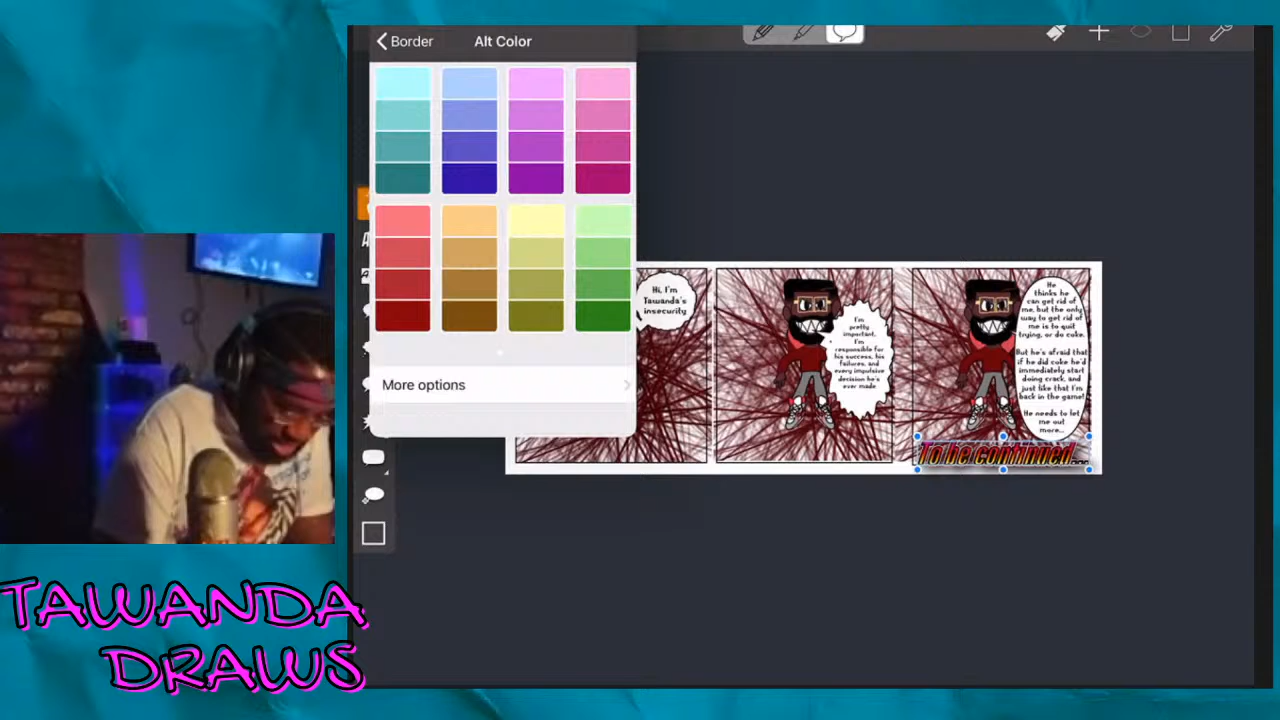 Border
Alt Color
More options
Hi, I'm
Tawanda's
insecurity
I'm
pretty
important.
I'm
responsible for
his success, his
failures, and
every impulsive
decision he's
ever made
He
thinks he
can get rid of
me, but the only
way to get rid of
me is to quit
trying, or do coke.
But he's afraid that
if he did coke he'd
immediately start
doing crack, and
just like that I'm
back in the game!
He needs to let
me out
more...
To be continued...
TAWANDA
DRAWS